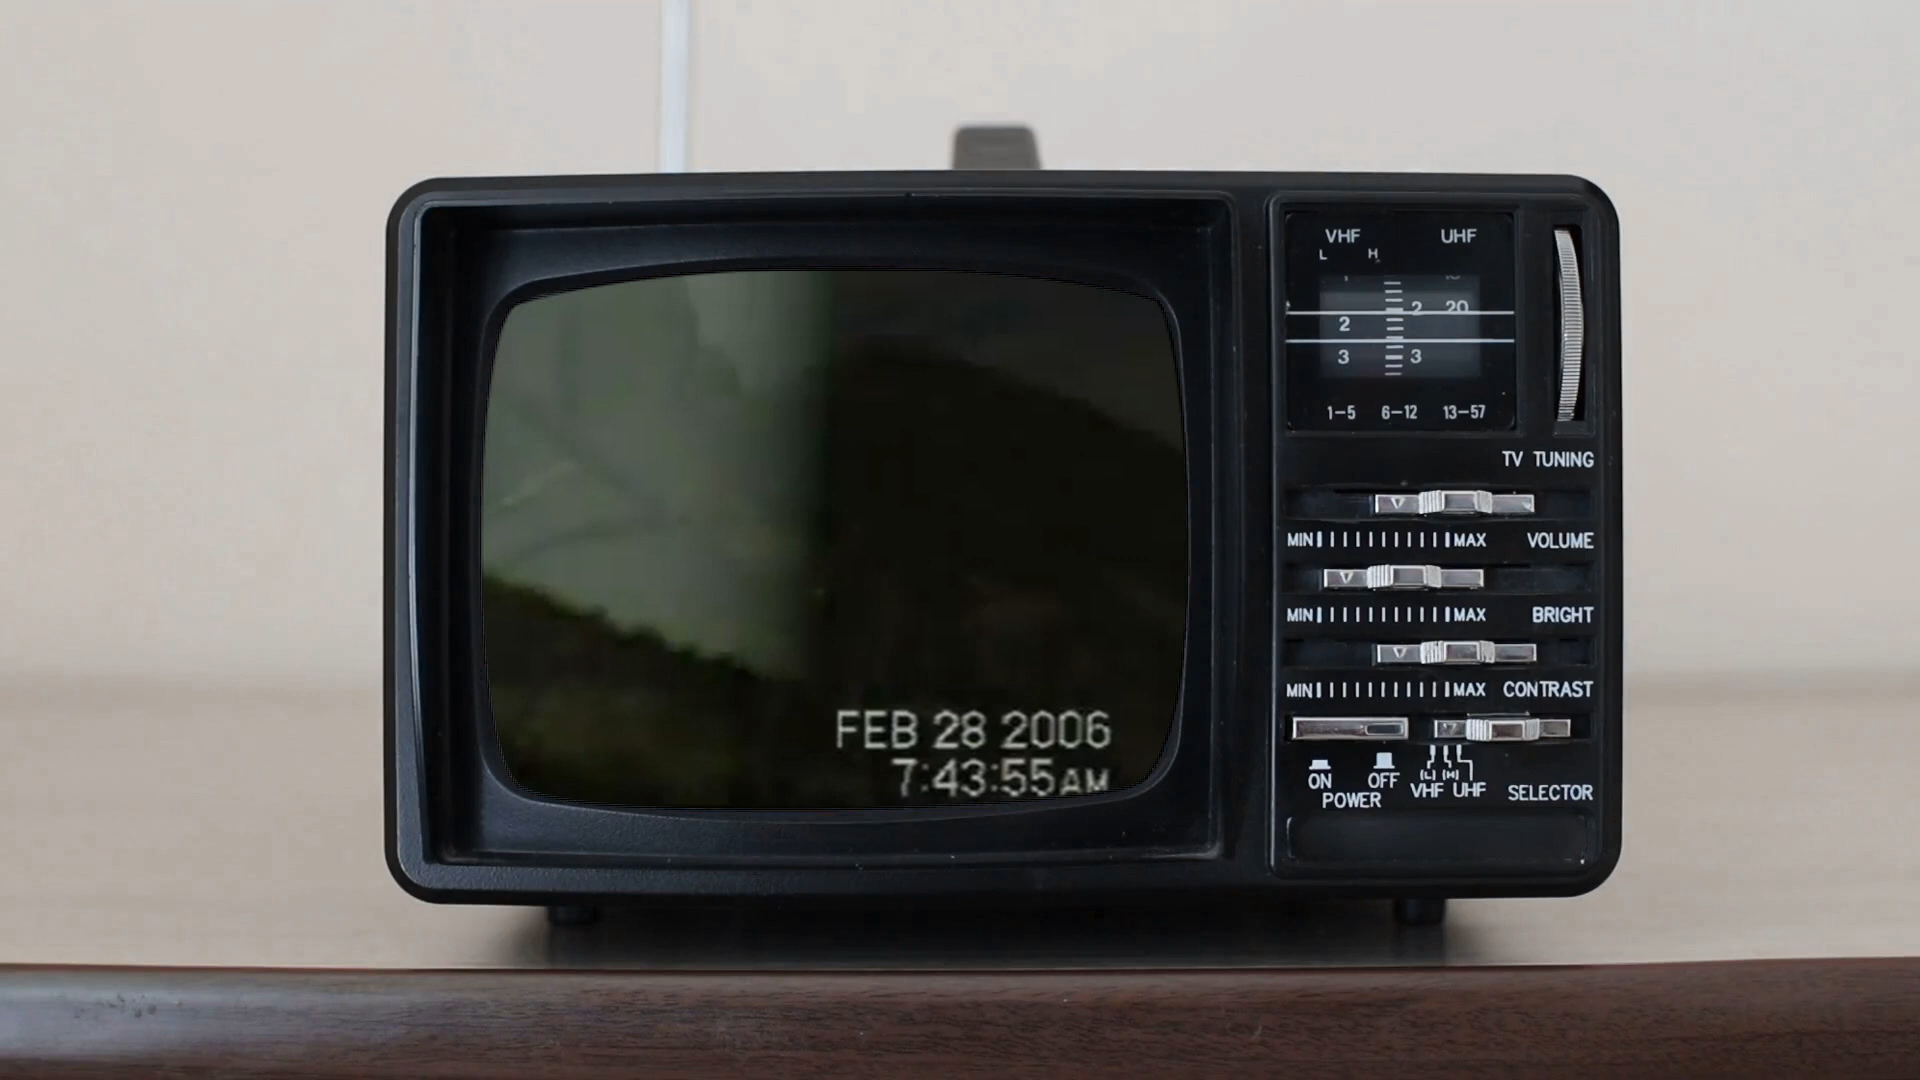 VHF UHF
L H
2 20
2
3 3
1-5 6-12 13-57
TV TUNING
MIN MAX VOLUME
MIN MAX BRIGHT
MIN MAX CONTRAST
ON OFF
POWER
(L) (H)
VHF UHF
SELECTOR
FEB 28 2006
7:43:55AM